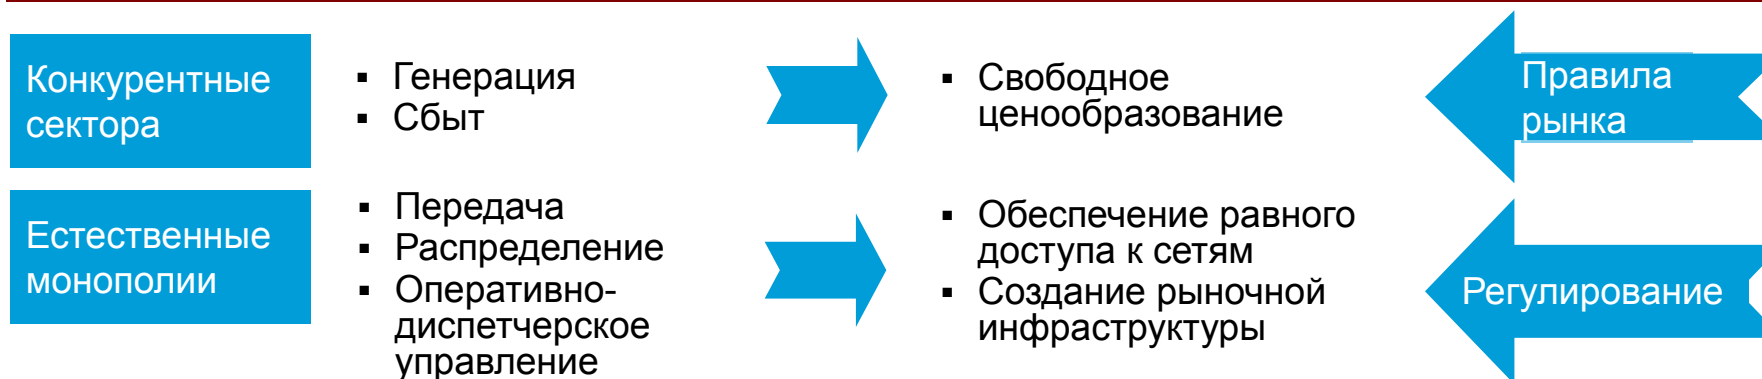 Конкурентные
сектора
▪ Генерация
▪ Сбыт
▪ Свободное
ценообразование
Правила
рынка
Естественные
монополии
▪ Передача
▪ Распределение
▪ Оперативно-
диспетчерское
управление
▪ Обеспечение равного
доступа к сетям
▪ Создание рыночной
инфраструктуры
Регулирование